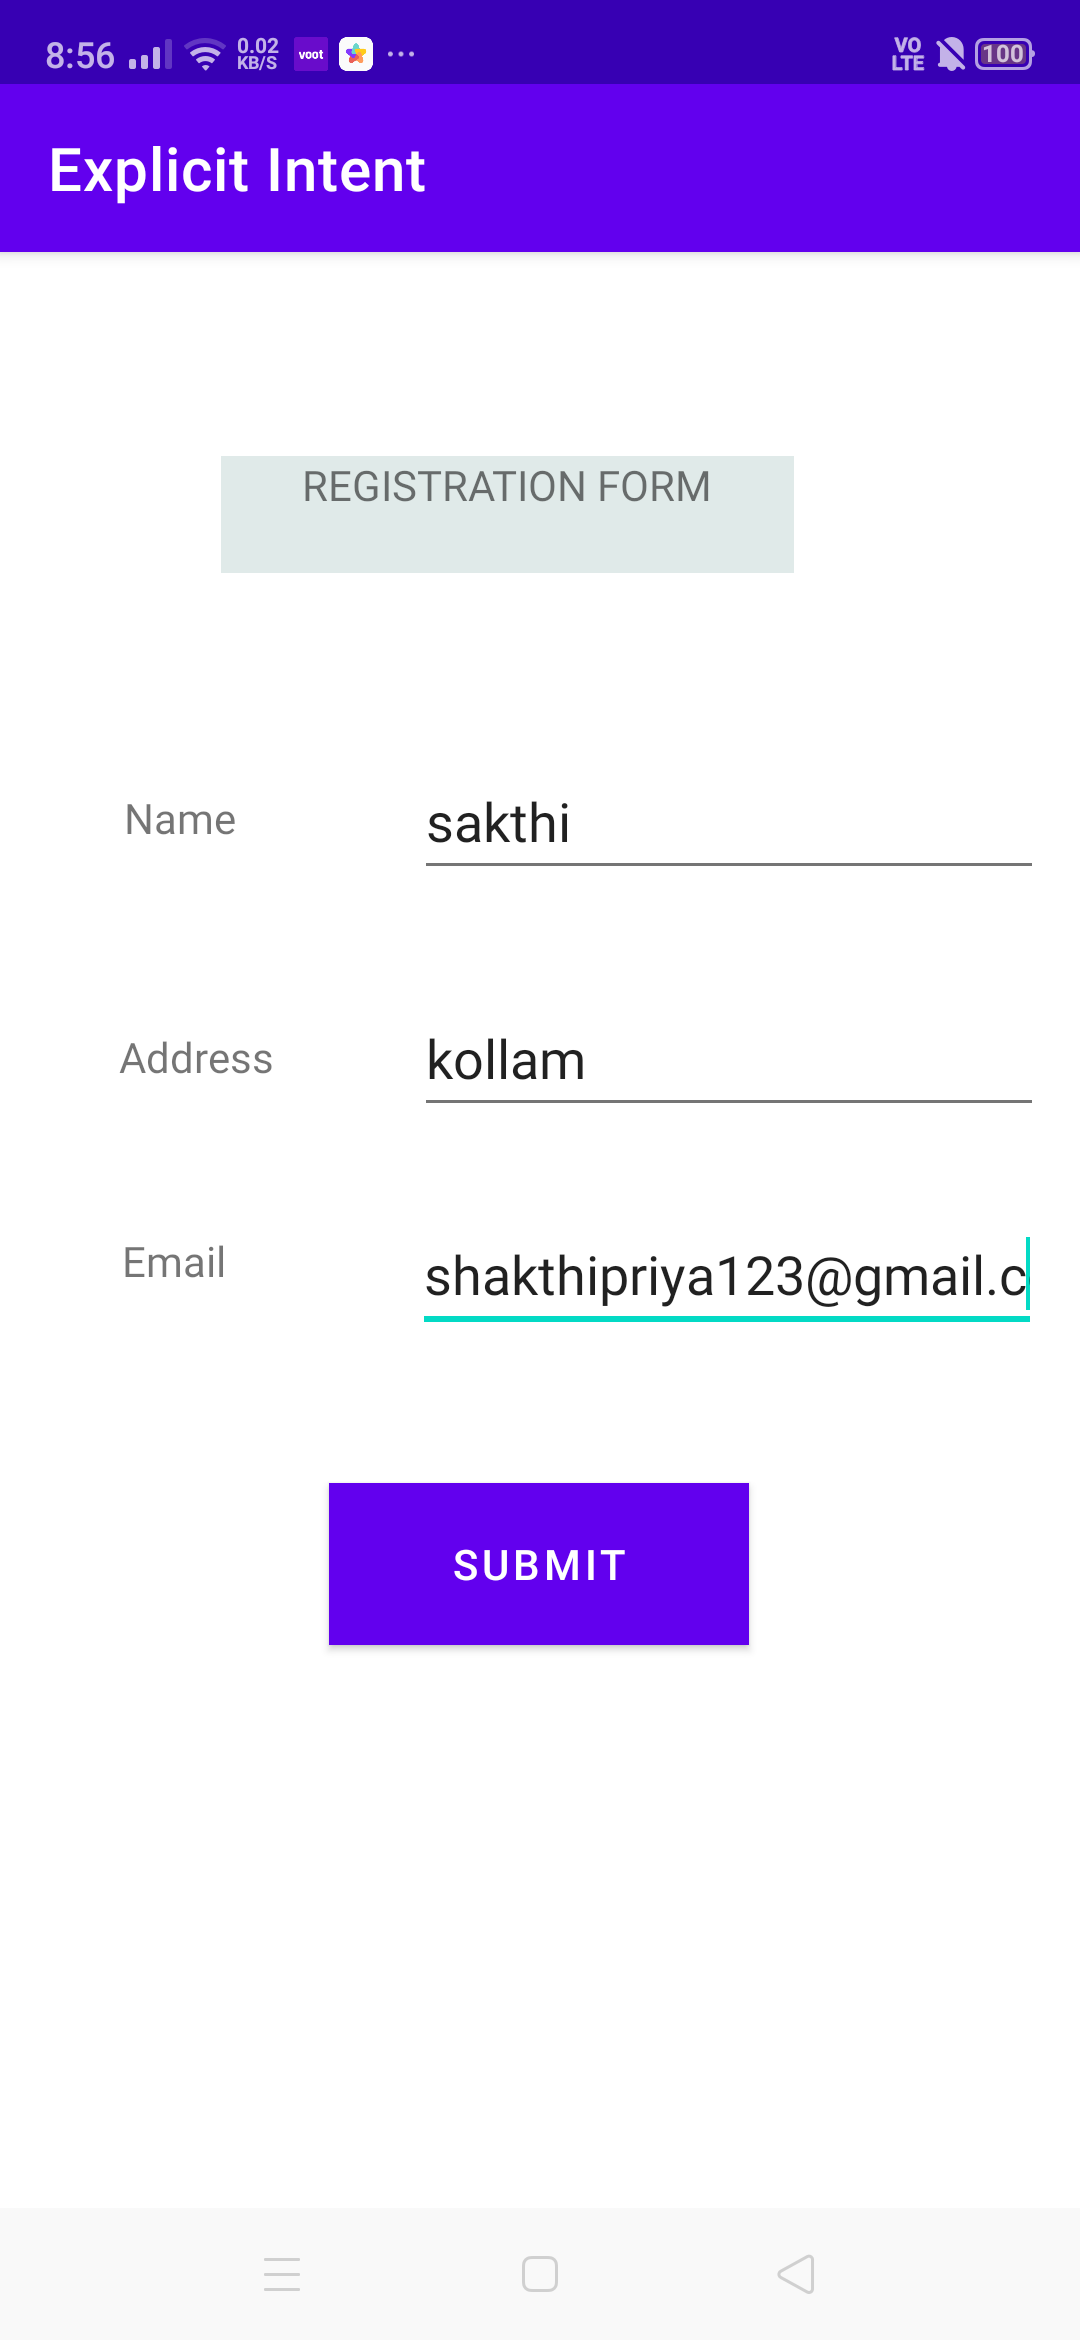 8:56 0.02 KB/S voot VO LTE 100
Explicit Intent
REGISTRATION FORM
Name sakthi
Address kollam
Email shakthipriya123@gmail.c
SUBMIT